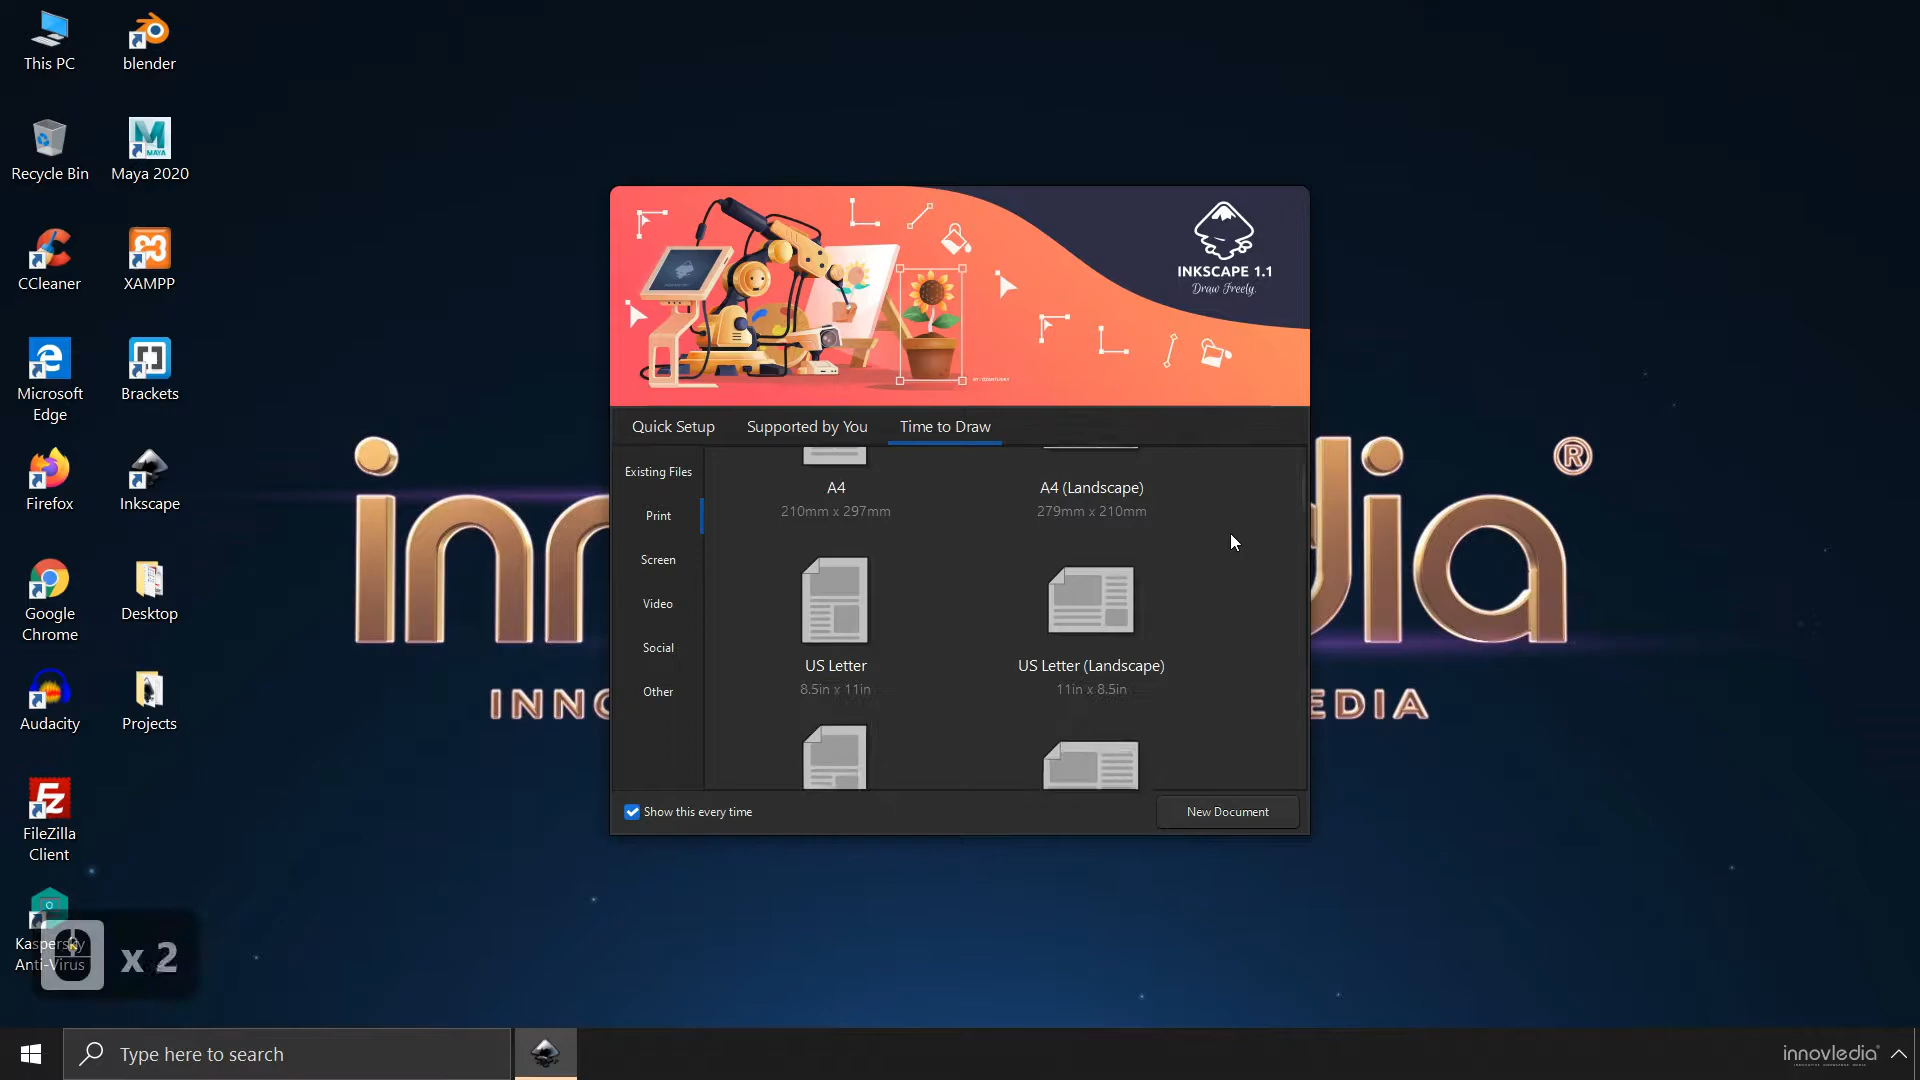 This PC
blender
Recycle Bin
Maya 2020
CCleaner
XAMPP
Microsoft
Edge
Brackets
Firefox
Inkscape
Google
Chrome
Desktop
Audacity
Projects
FileZilla
Client
Kaspersky
Anti-Virus
x 2
MAYA
INKSCAPE 1.1
Draw Freely.
Quick Setup
Supported by You
Time to Draw
Existing Files
Print
Screen
Video
Social
Other
A4
210mm x 297mm
A4 (Landscape)
279mm x 210mm
US Letter
8.5in x 11in
US Letter (Landscape)
11in x 8.5in
Show this every time
New Document
®
Type here to search
innovledia